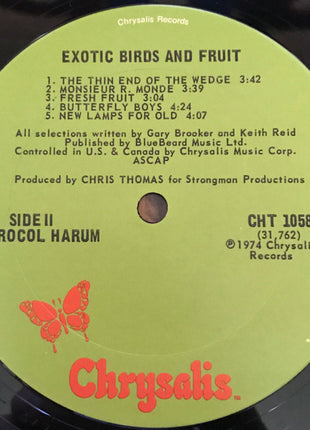 Chrysalis Records
EXOTIC BIRDS AND FRUIT
1. THE THIN END OF THE WEDGE 3:42
2. MONSIEUR R. MONDE 3:39
3. FRESH FRUIT 3:04
4. BUTTERFLY BOYS 4:24
5. NEW LAMPS FOR OLD 4:07
All selections written by Gary Brooker and Keith Reid
Published by BlueBeard Music Ltd.
Controlled in U.S. & Canada by Chrysalis Music Corp.
ASCAP
Produced by CHRIS THOMAS for Strongman Productions
SIDE II
ROCOL HARUM
CHT 1058
(31,762)
℗1974 Chrysalis
Records
Chrysalis™